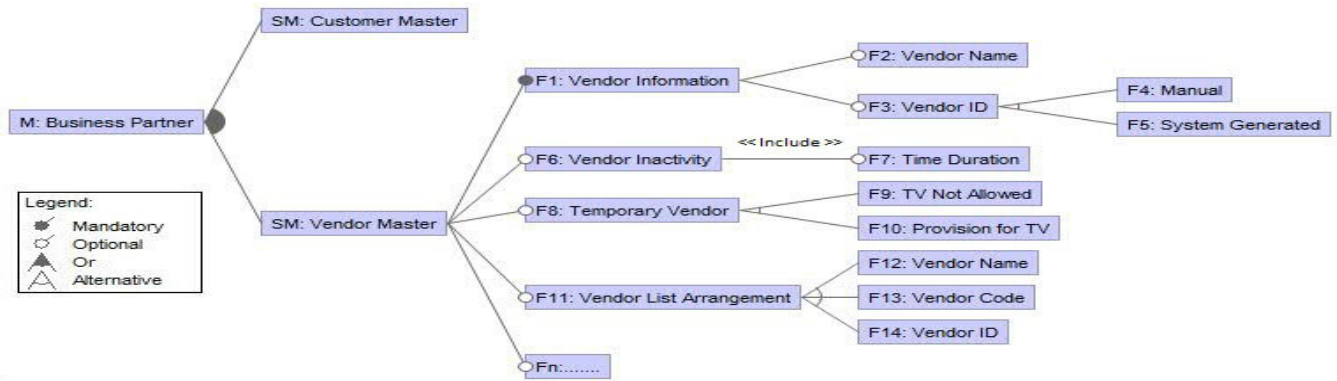 SM: Customer Master
F1: Vendor Information
F2: Vendor Name
F3: Vendor ID
F4: Manual
F5: System Generated
M: Business Partner
<< Include >>
F6: Vendor Inactivity
F7: Time Duration
Legend:
Mandatory
Optional
Or
Alternative
SM: Vendor Master
F8: Temporary Vendor
F9: TV Not Allowed
F10: Provision for TV
F11: Vendor List Arrangement
F12: Vendor Name
F13: Vendor Code
F14: Vendor ID
Fn:.......